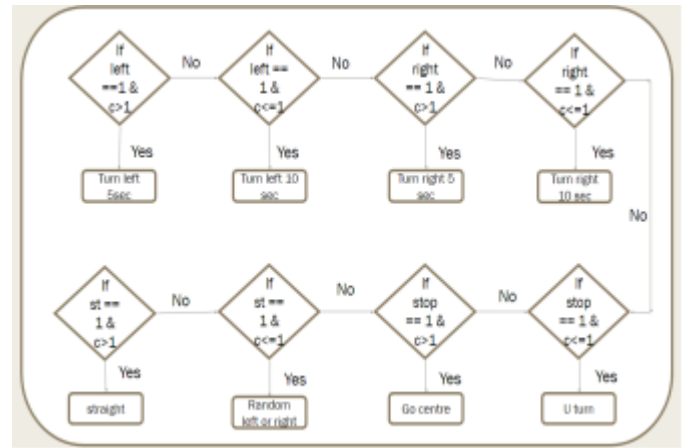 If
left
==1 &
c>1
No
If
left ==
1 &
c<=1
No
If
right
== 1 &
c>1
No
If
right
== 1 &
c<=1
Yes
Yes
Yes
Yes
Turn left
5sec
Turn left 10
sec
Turn right 5
sec
Turn right
10 sec
No
If
st ==
1 &
c>1
No
If
st ==
1 &
c<=1
No
If
stop
== 1 &
c>1
No
If
stop
== 1 &
c<=1
Yes
Yes
Yes
Yes
straight
Random
left or right
Go centre
U turn